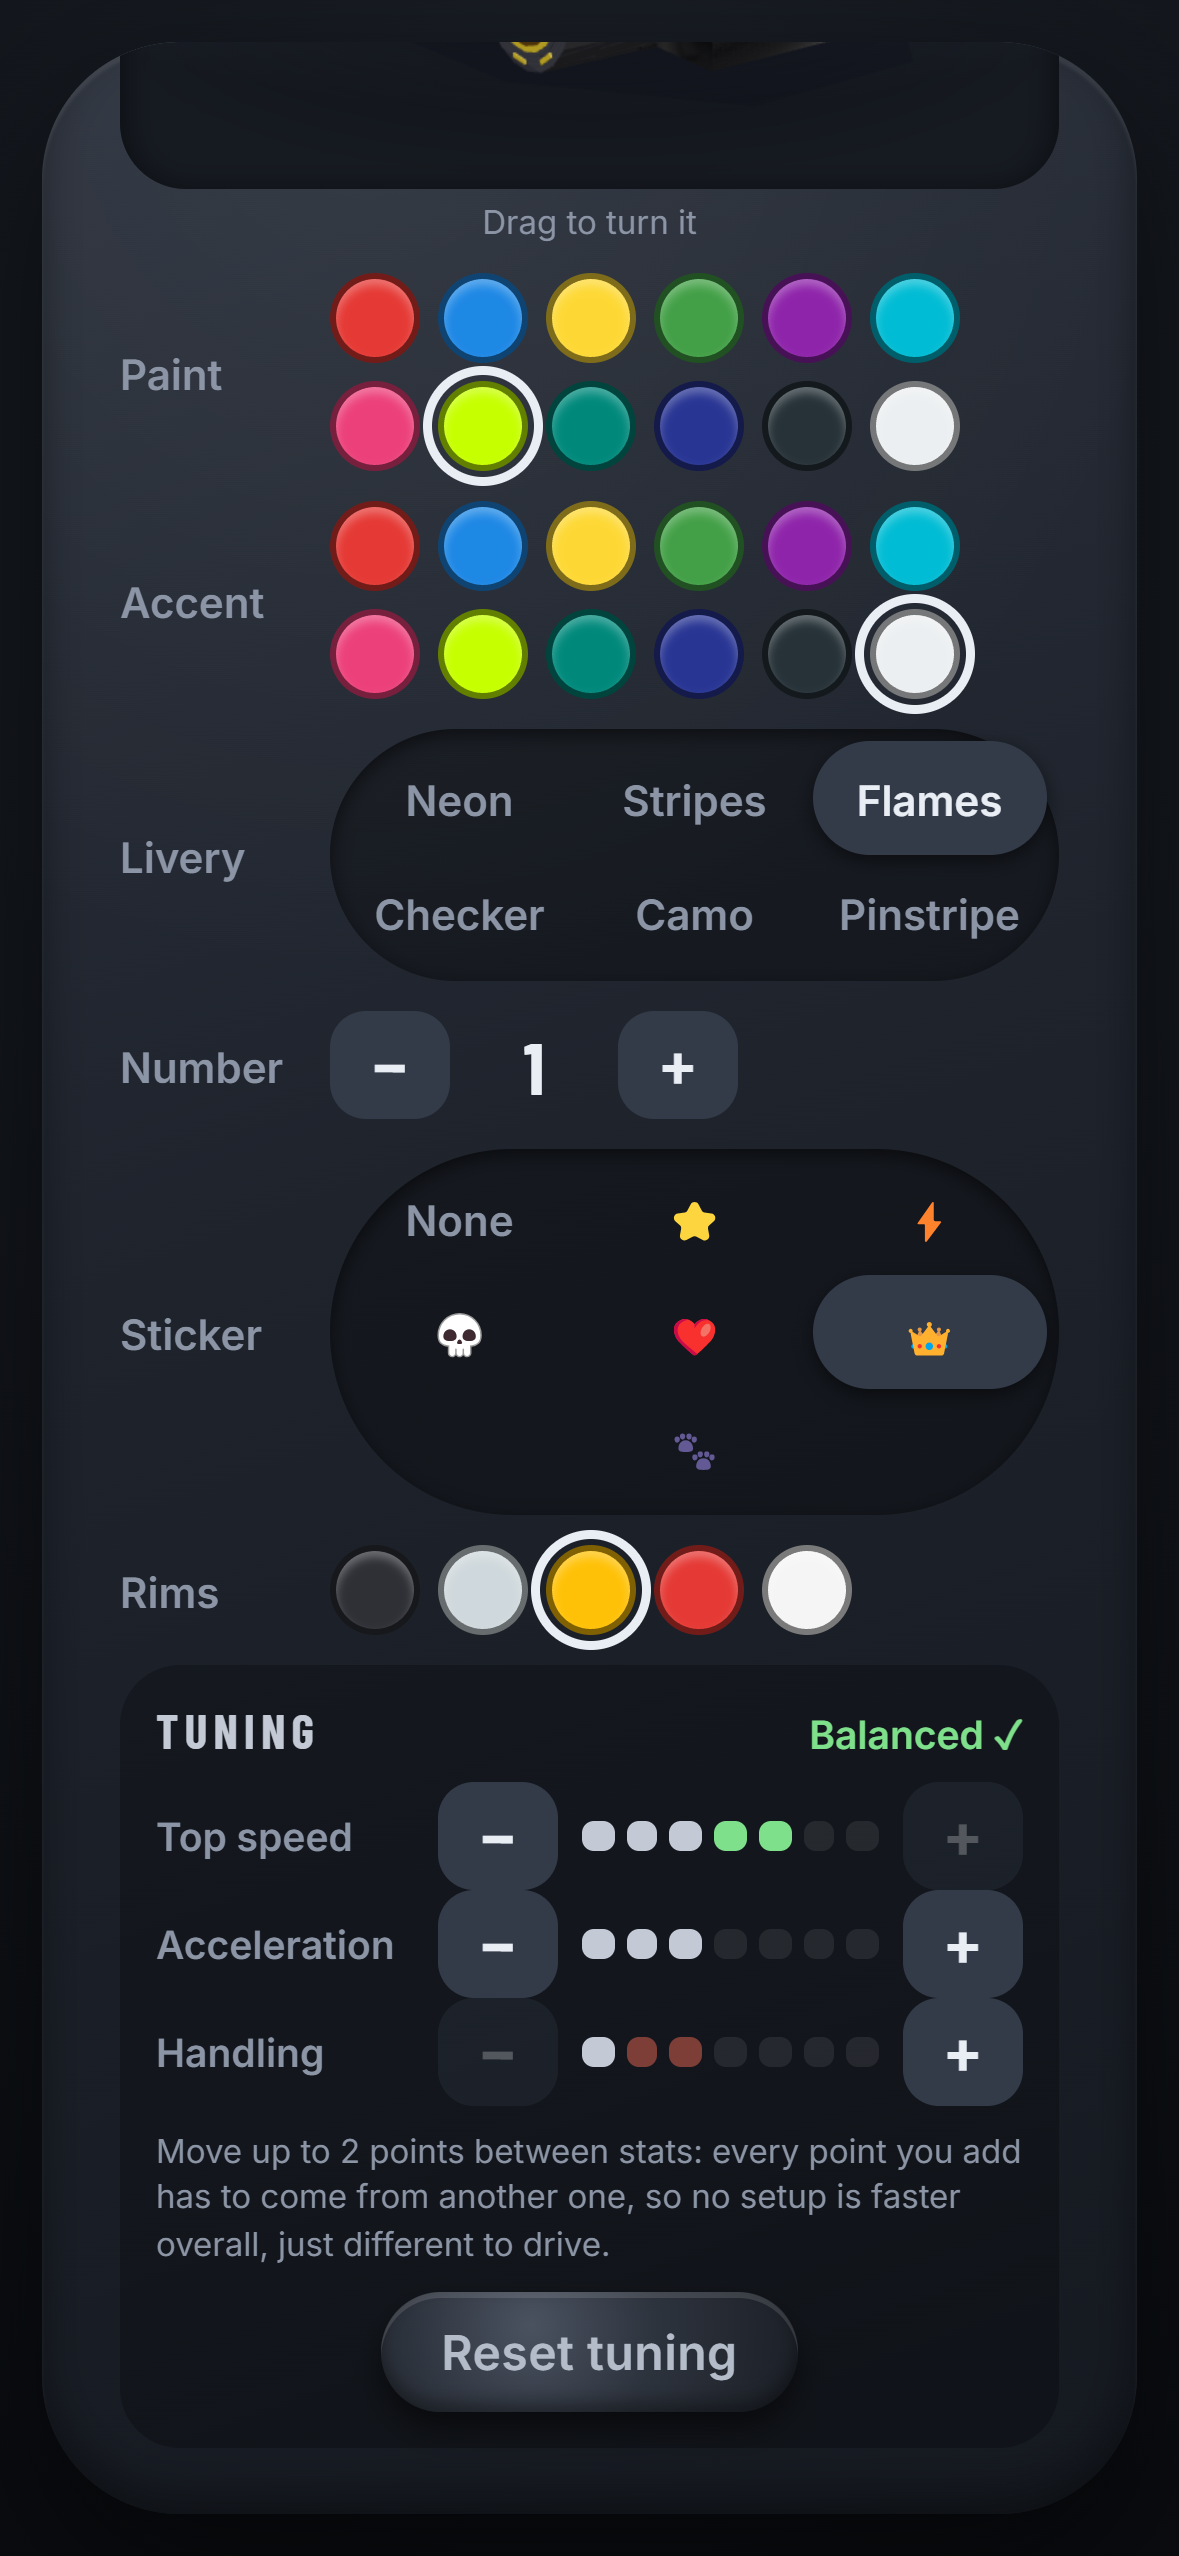 Drag to turn it
Paint
Accent
Livery
Neon Stripes Flames
Checker Camo Pinstripe
Number − 1 +
None
Sticker
Rims
TUNING Balanced ✓
Top speed − +
Acceleration − +
Handling − +
Move up to 2 points between stats: every point you add
has to come from another one, so no setup is faster
overall, just different to drive.
Reset tuning